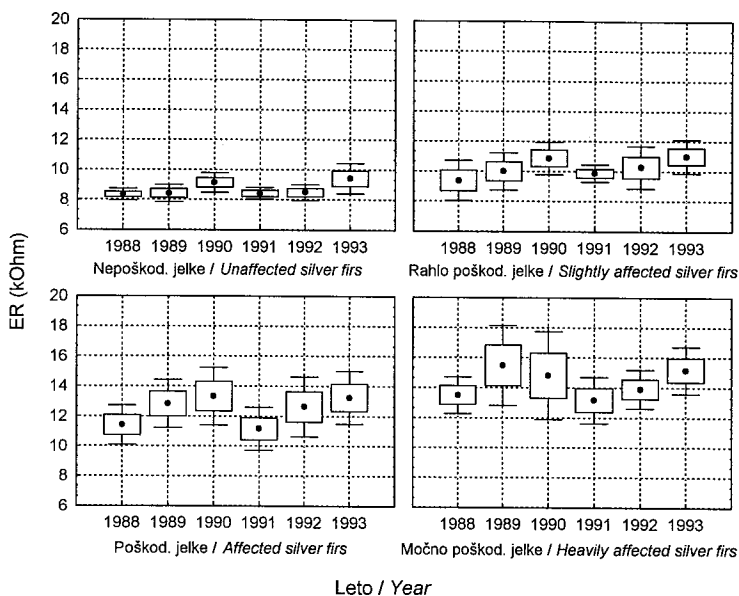 20
18
16
14
12
10
8
6
1988 1989 1990 1991 1992 1993
Nepoškod. jelke / Unaffected silver firs
1988 1989 1990 1991 1992 1993
Rahlo poškod. jelke / Slightly affected silver firs
ER (kOhm)
20
18
16
14
12
10
8
6
1988 1989 1990 1991 1992 1993
Poškod. jelke / Affected silver firs
1988 1989 1990 1991 1992 1993
Močno poškod. jelke / Heavily affected silver firs
Leto / Year